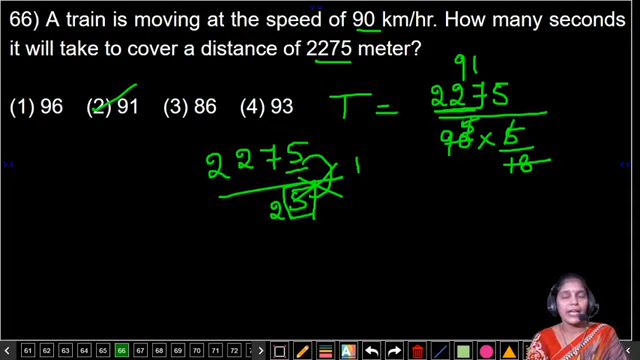 66) A train is moving at the speed of 90 km/hr. How many seconds
it will take to cover a distance of 2275 meter?
(1) 96 (2) 91 (3) 86 (4) 93
91
T = 2275
90 × 5
18
2275
25
1
61 62 63 64 65 66 67 68 69 70 71 72 73 74 75